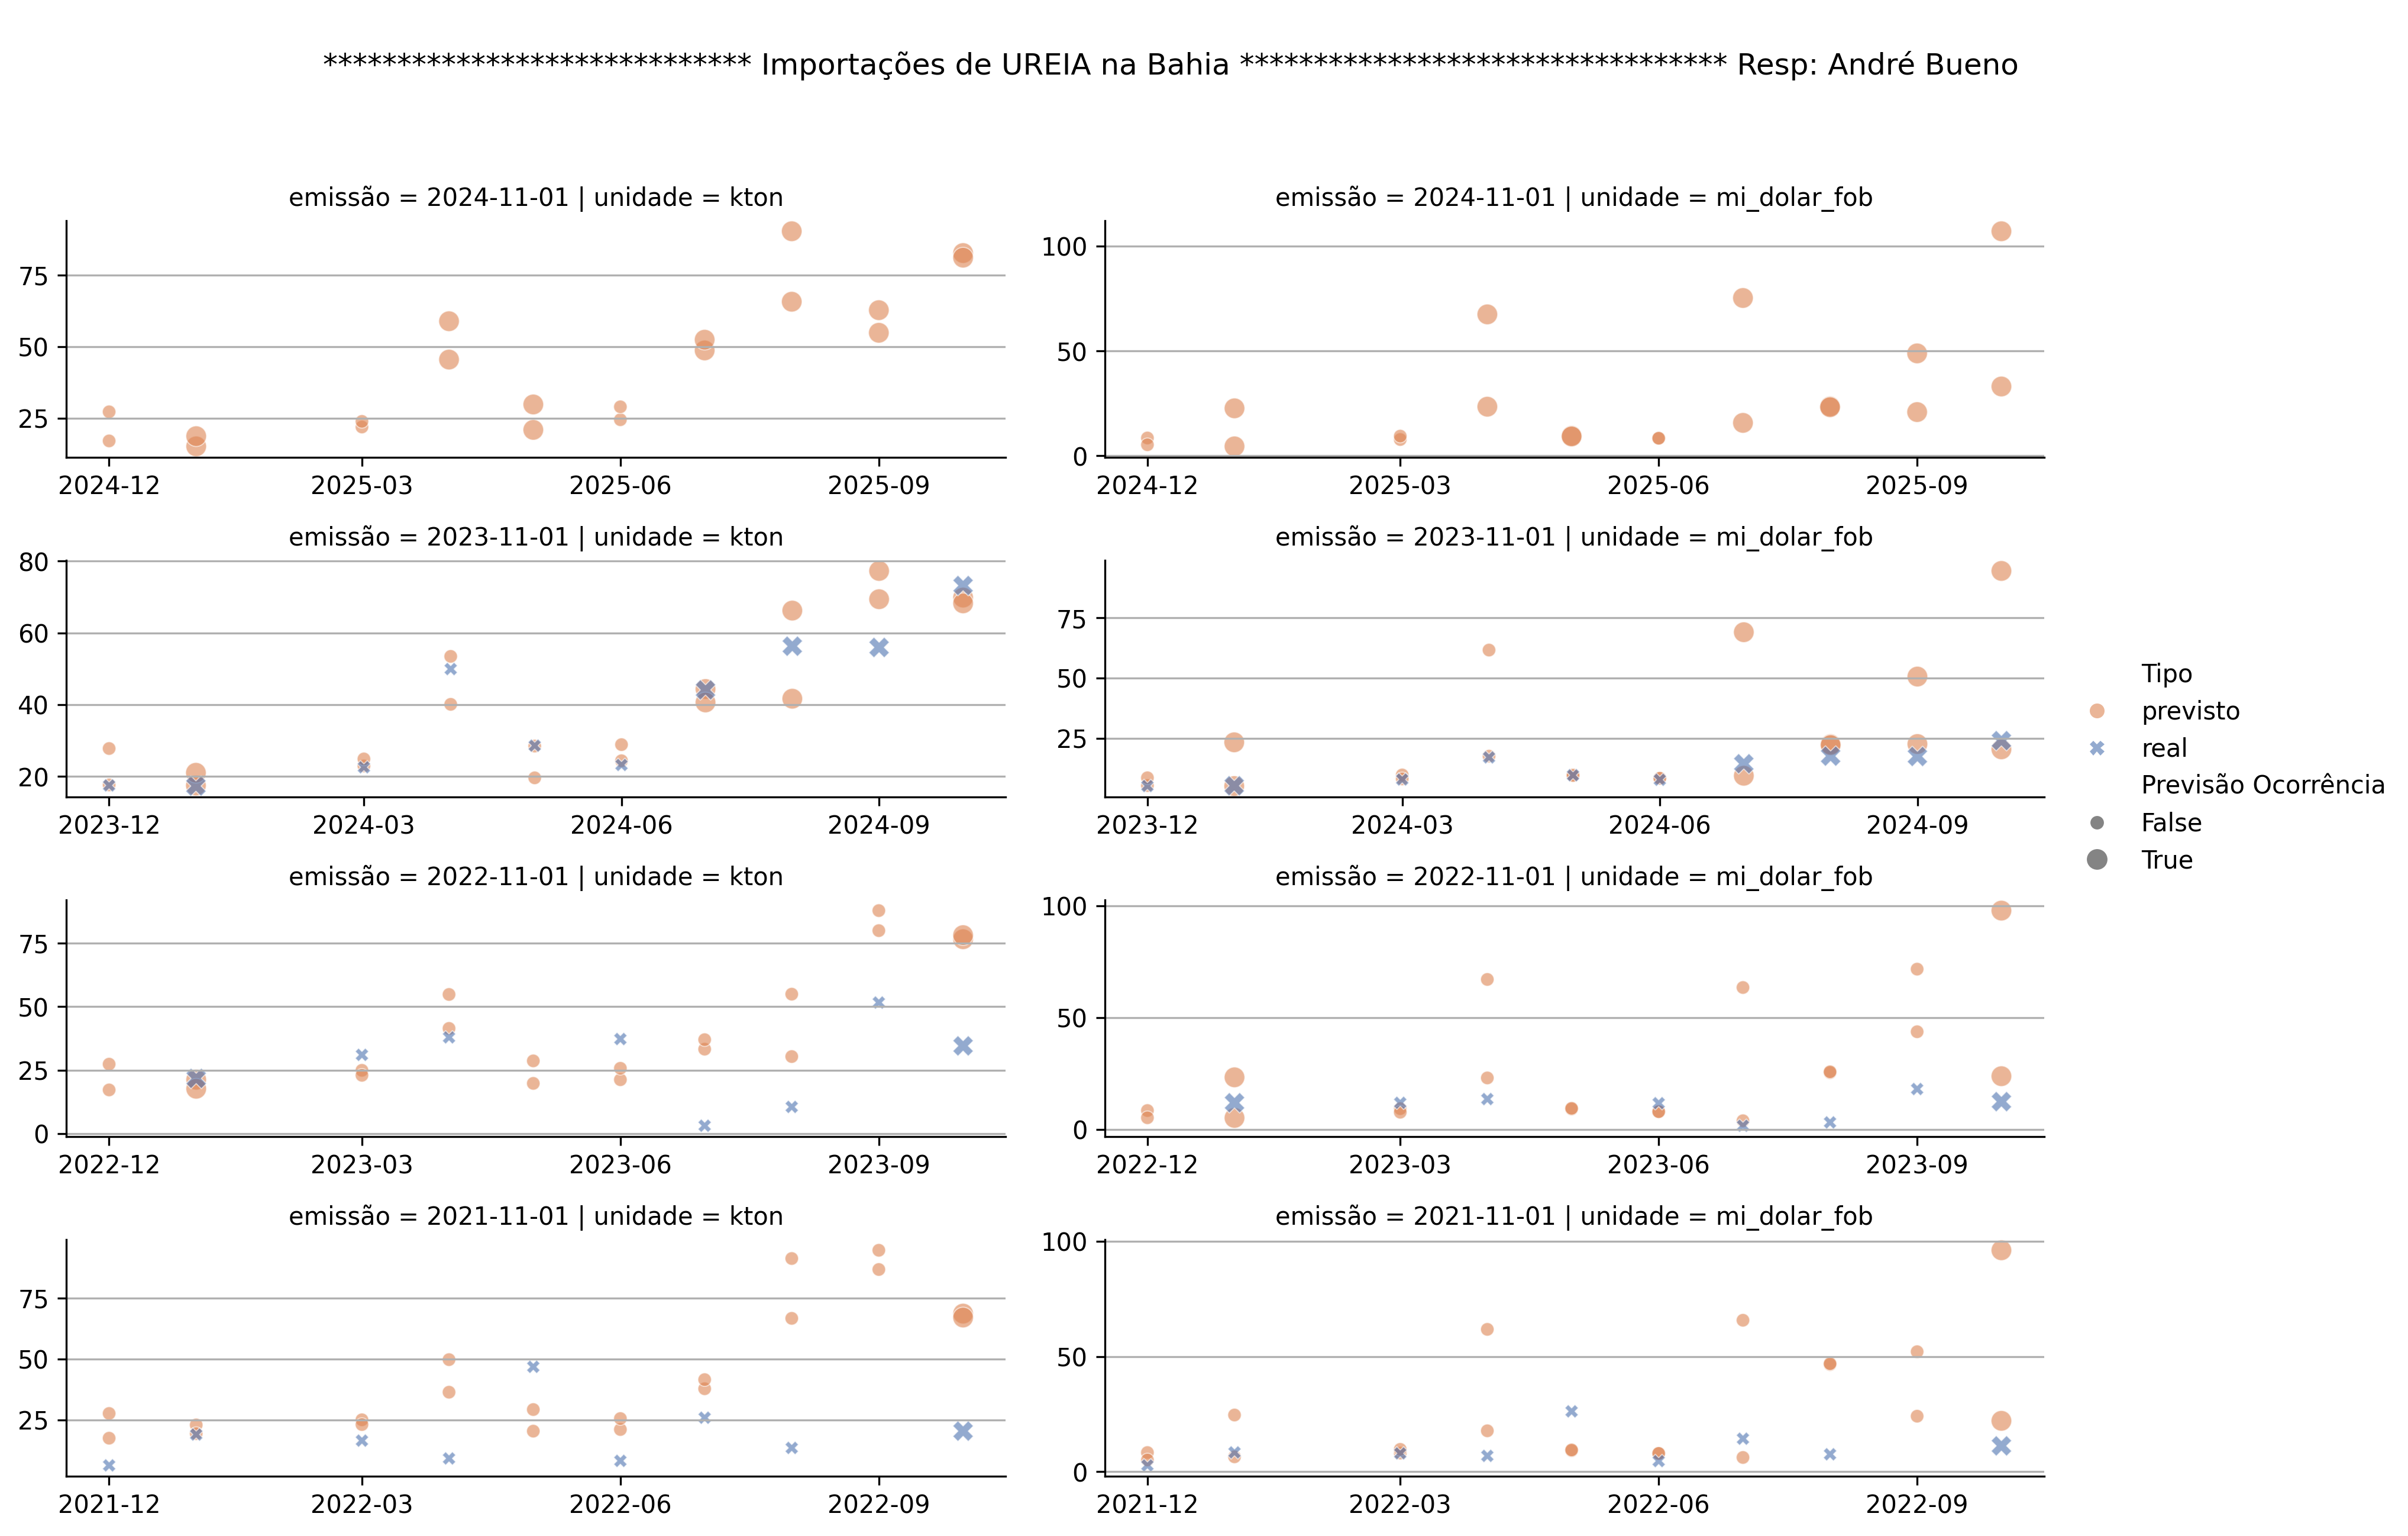 **************************** Importações de UREIA na Bahia ******************************** Resp: André Bueno
emissão = 2024-11-01 | unidade = kton
75
50
25
2024-12 2025-03 2025-06 2025-09
emissão = 2024-11-01 | unidade = mi_dolar_fob
100
50
0
2024-12 2025-03 2025-06 2025-09
emissão = 2023-11-01 | unidade = kton
80
60
40
20
2023-12 2024-03 2024-06 2024-09
emissão = 2023-11-01 | unidade = mi_dolar_fob
75
50
25
2023-12 2024-03 2024-06 2024-09
emissão = 2022-11-01 | unidade = kton
75
50
25
0
2022-12 2023-03 2023-06 2023-09
emissão = 2022-11-01 | unidade = mi_dolar_fob
100
50
0
2022-12 2023-03 2023-06 2023-09
emissão = 2021-11-01 | unidade = kton
75
50
25
2021-12 2022-03 2022-06 2022-09
emissão = 2021-11-01 | unidade = mi_dolar_fob
100
50
0
2021-12 2022-03 2022-06 2022-09
Tipo
previsto
real
Previsão Ocorrência
False
True